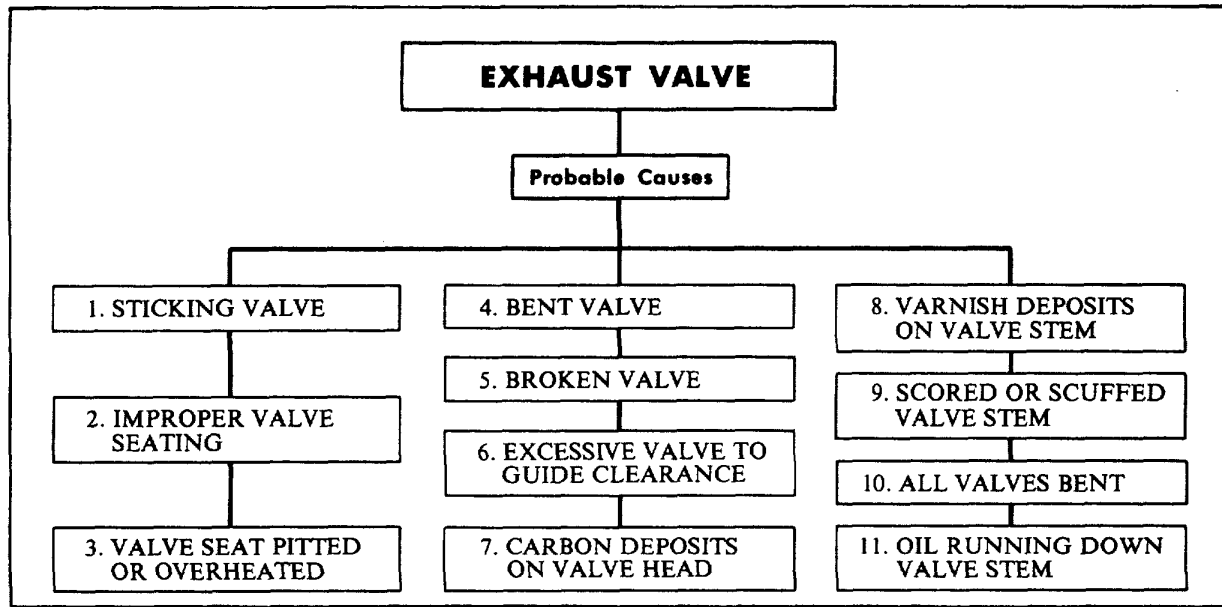 EXHAUST VALVE
Probable Causes
1. STICKING VALVE
2. IMPROPER VALVE
SEATING
3. VALVE SEAT PITTED
OR OVERHEATED
4. BENT VALVE
5. BROKEN VALVE
6. EXCESSIVE VALVE TO
GUIDE CLEARANCE
7. CARBON DEPOSITS
ON VALVE HEAD
8. VARNISH DEPOSITS
ON VALVE STEM
9. SCORED OR SCUFFED
VALVE STEM
10. ALL VALVES BENT
11. OIL RUNNING DOWN
VALVE STEM